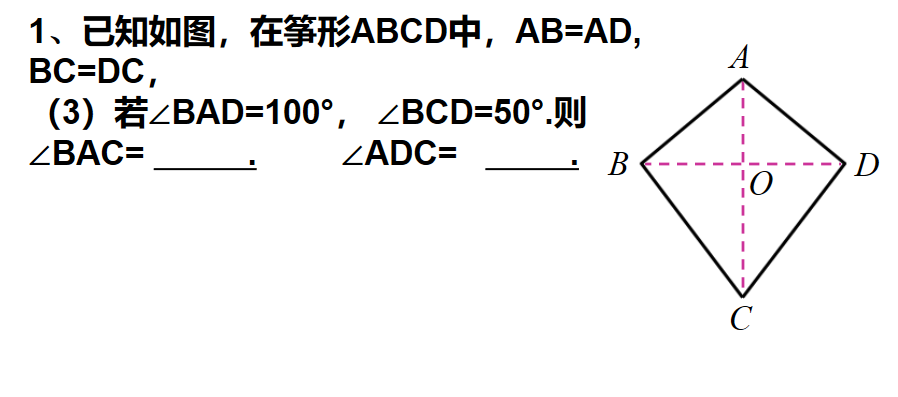 1、已知如图，在筝形ABCD中，AB=AD,
BC=DC，
（3）若∠BAD=100°， ∠BCD=50°.则
∠BAC= ______. ∠ADC= _____.
A
B
D
O
C